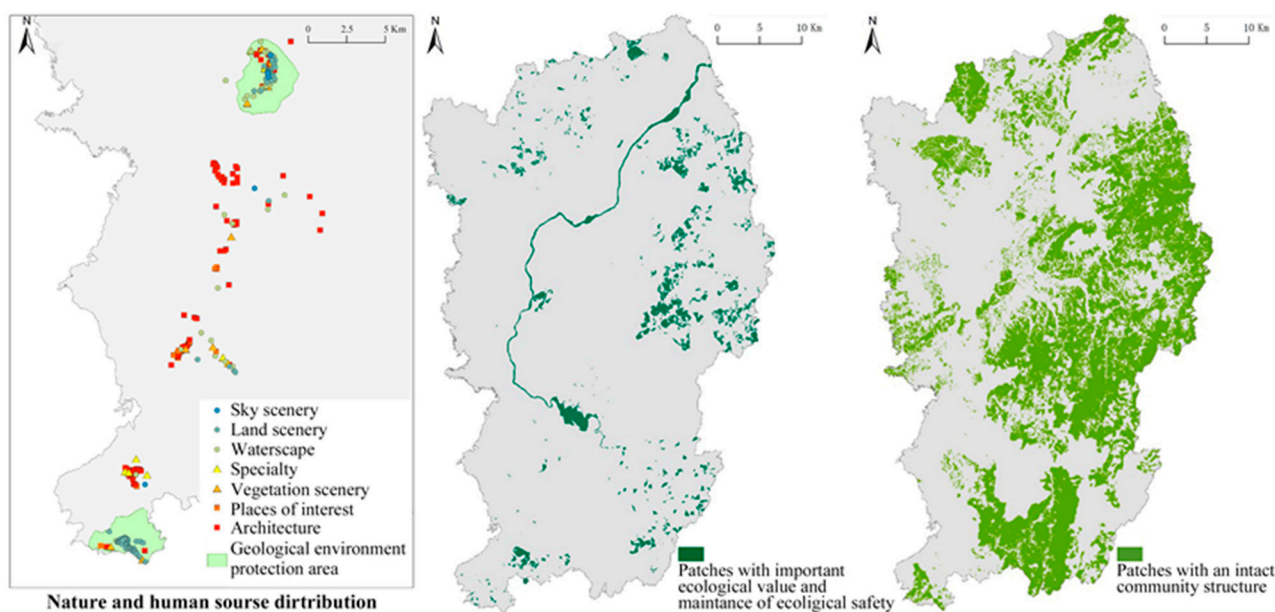 N
0 2.5 5 Km
Sky scenery
Land scenery
Waterscape
Specialty
Vegetation scenery
Places of interest
Architecture
Geological environment
protection area
Nature and human sourse dirtribution
N
0 5 10 Km
Patches with important
ecological value and
maintance of ecoligical safety
N
0 5 10 Km
Patches with an intact
community structure